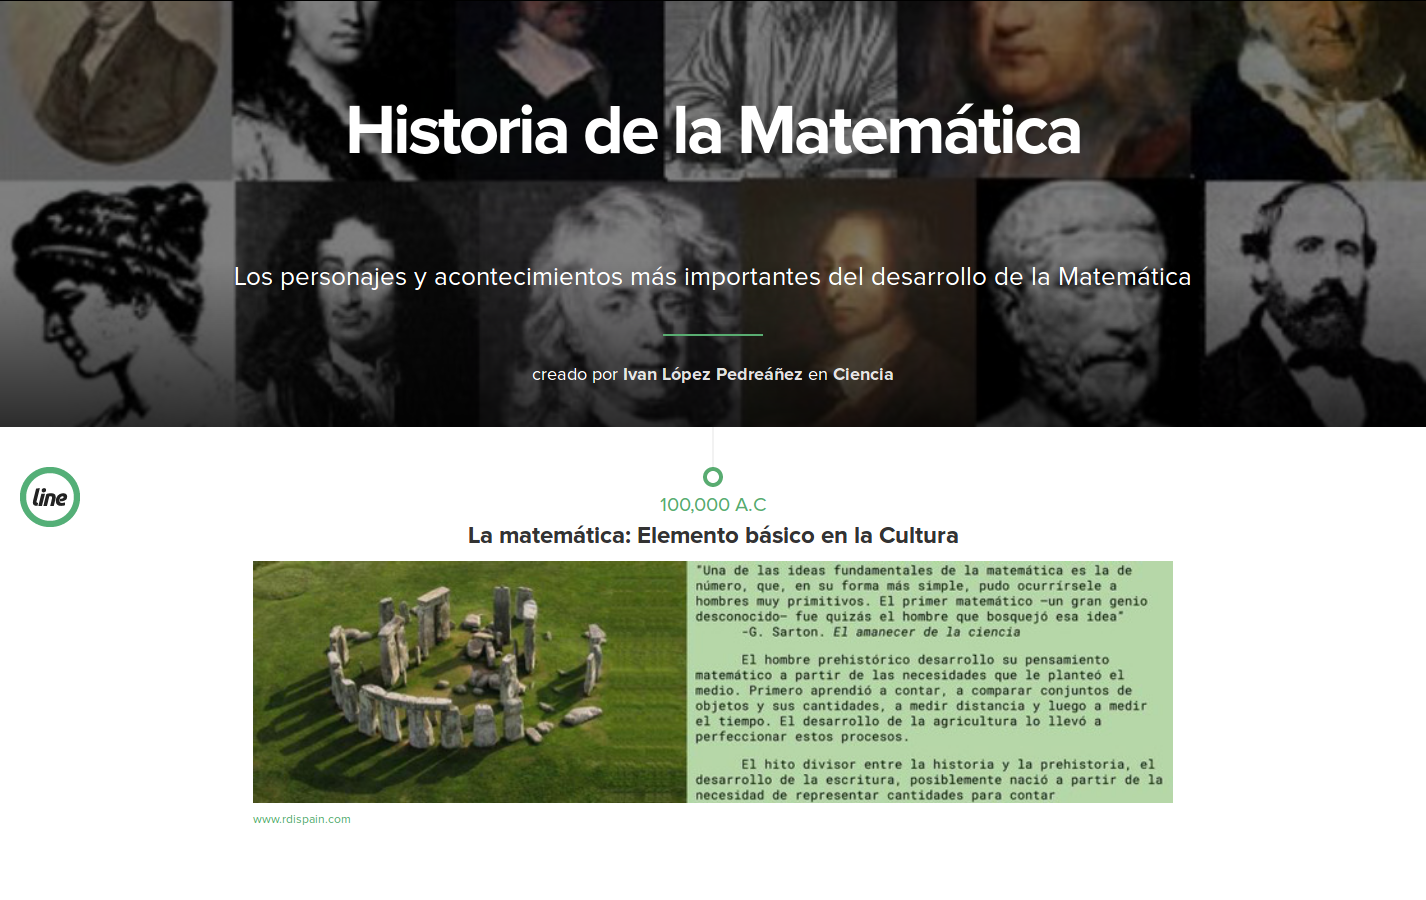 Historia de la Matemática
Los personajes y acontecimientos más importantes del desarrollo de la Matemática
creado por Ivan López Pedreáñez en Ciencia
line
100,000 A.C
La matemática: Elemento básico en la Cultura
"Una de las ideas fundamentales de la matemática es la de
número, que, en su forma más simple, pudo ocurrírsele a
hombres muy primitivos. El primer matemático —un gran genio
desconocido— fue quizás el hombre que bosquejó esa idea"
-G. Sarton. El amanecer de la ciencia
El hombre prehistórico desarrollo su pensamiento
matemático a partir de las necesidades que le planteó el
medio. Primero aprendió a contar, a comparar conjuntos de
objetos y sus cantidades, a medir distancia y luego a medir
el tiempo. El desarrollo de la agricultura lo llevó a
perfeccionar estos procesos.
El hito divisor entre la historia y la prehistoria, el
desarrollo de la escritura, posiblemente nació a partir de la
necesidad de representar cantidades para contar
www.rdispain.com